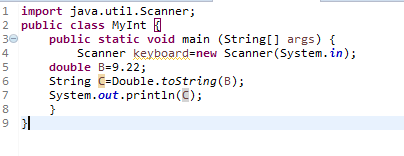 1 import java.util.Scanner;
2 public class MyInt {
3 public static void main (String[] args) {
4 Scanner keyboard=new Scanner(System.in);
5 double B=9.22;
6 String C=Double.toString(B);
7 System.out.println(C);
8 }
9 }